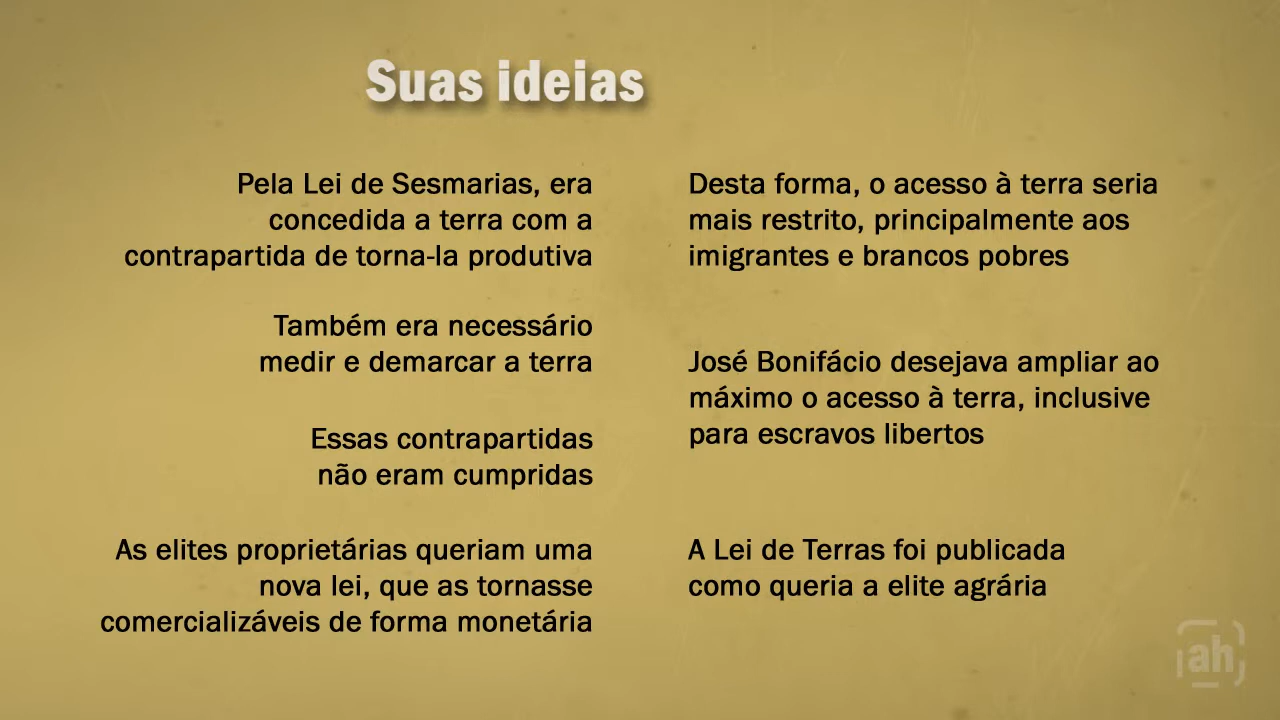 Suas ideias
Pela Lei de Sesmarias, era
concedida a terra com a
contrapartida de torna-la produtiva
Também era necessário
medir e demarcar a terra
Essas contrapartidas
não eram cumpridas
As elites proprietárias queriam uma
nova lei, que as tornasse
comercializáveis de forma monetária
Desta forma, o acesso à terra seria
mais restrito, principalmente aos
imigrantes e brancos pobres
José Bonifácio desejava ampliar ao
máximo o acesso à terra, inclusive
para escravos libertos
A Lei de Terras foi publicada
como queria a elite agrária
ah